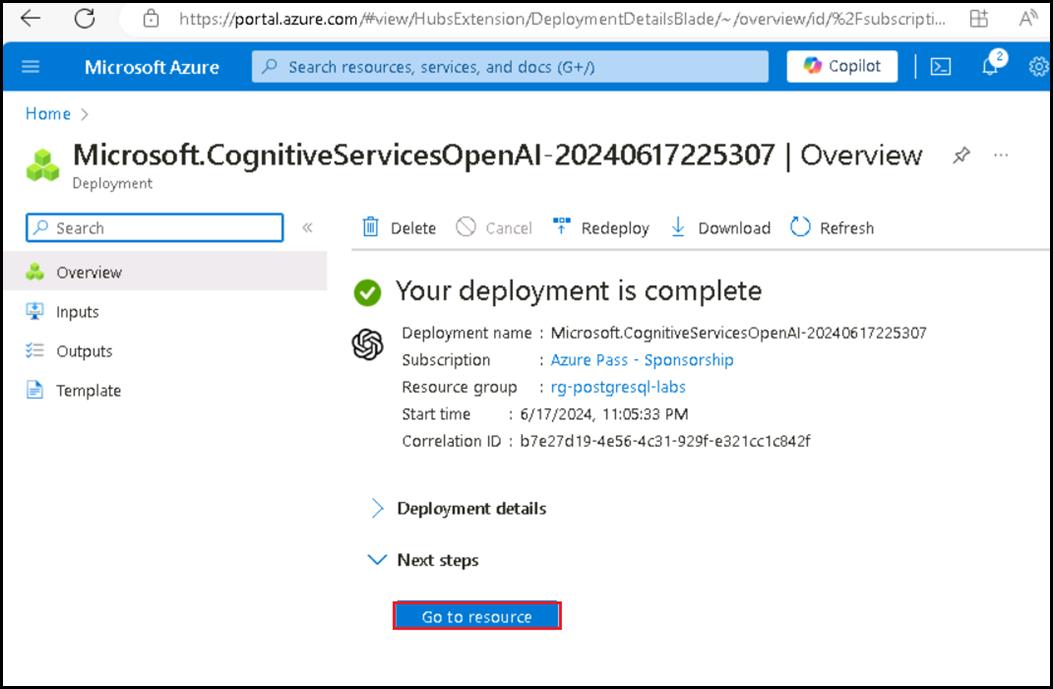 https://portal.azure.com/#view/HubsExtension/DeploymentDetailsBlade/~/overview/id/%2Fsubscripti...
Microsoft Azure
Search resources, services, and docs (G+/)
Copilot
2
Home
Microsoft.CognitiveServicesOpenAI-20240617225307 | Overview
Deployment
Search
Delete
Cancel
Redeploy
Download
Refresh
Overview
Inputs
Outputs
Template
Your deployment is complete
Deployment name : Microsoft.CognitiveServicesOpenAI-20240617225307
Subscription : Azure Pass - Sponsorship
Resource group : rg-postgresql-labs
Start time : 6/17/2024, 11:05:33 PM
Correlation ID : b7e27d19-4e56-4c31-929f-e321cc1c842f
Deployment details
Next steps
Go to resource